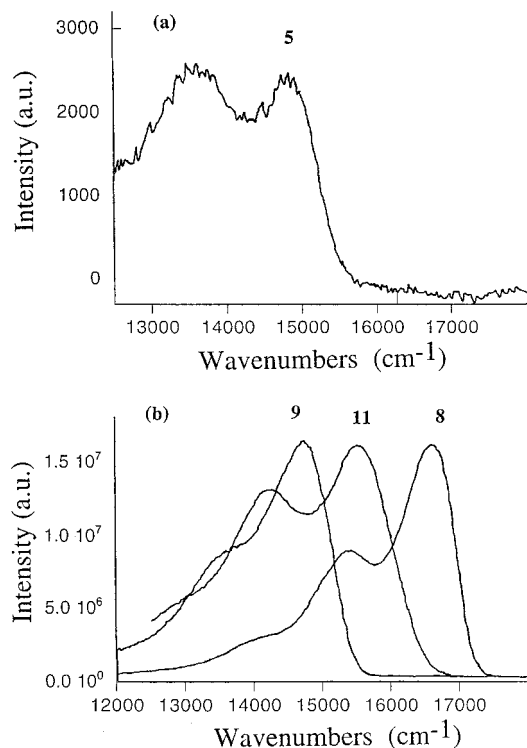 (a)
5
3000
2000
1000
0
Intensity (a.u.)
13000 14000 15000 16000 17000
Wavenumbers (cm-1)
(b)
9 11 8
1.5 10^7
1.0 10^7
5.0 10^6
0.0 10^0
Intensity (a.u.)
12000 13000 14000 15000 16000 17000
Wavenumbers (cm-1)